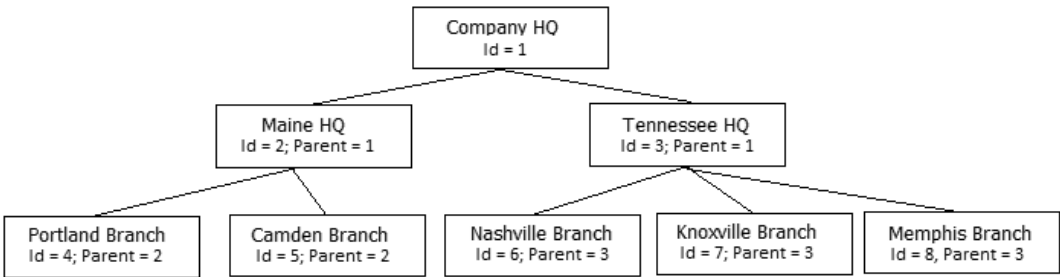 Company HQ
Id = 1
Maine HQ
Id = 2; Parent = 1
Tennessee HQ
Id = 3; Parent = 1
Portland Branch
Id = 4; Parent = 2
Camden Branch
Id = 5; Parent = 2
Nashville Branch
Id = 6; Parent = 3
Knoxville Branch
Id = 7; Parent = 3
Memphis Branch
Id = 8, Parent = 3